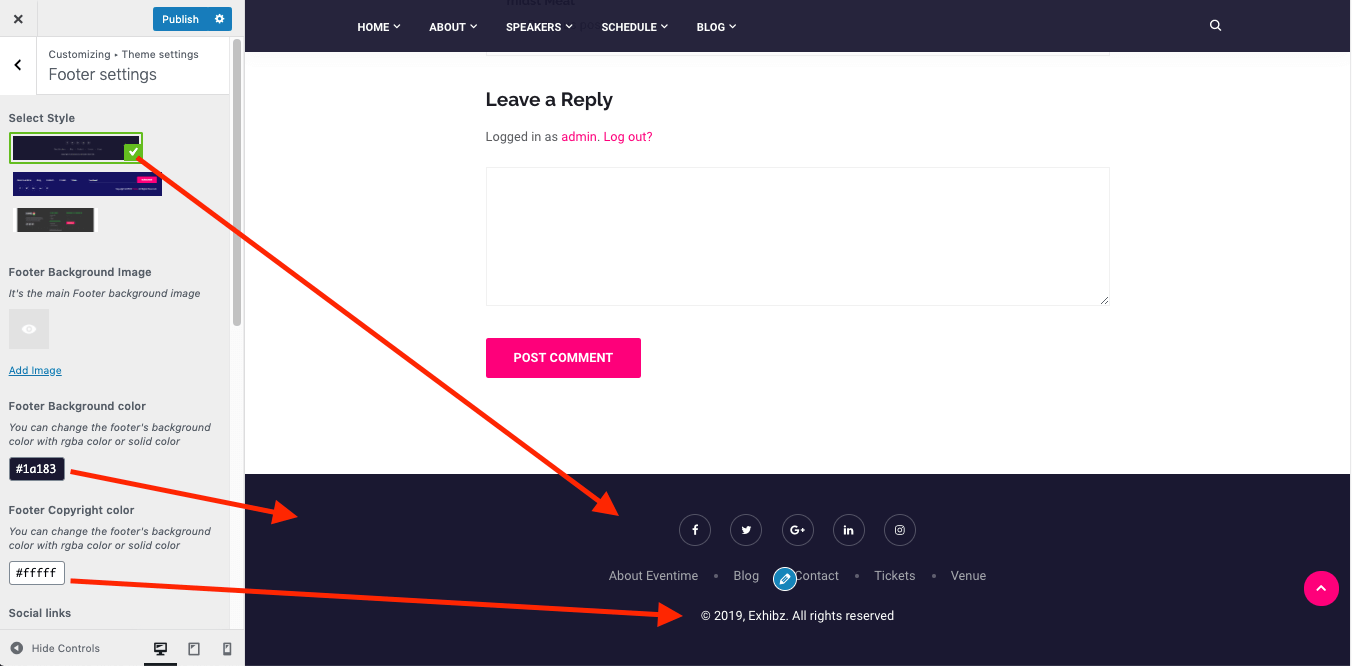 Publish
Customizing ▸ Theme settings
Footer settings
Select Style
Footer Background Image
It's the main Footer background image
Add Image
Footer Background color
You can change the footer's background
color with rgba color or solid color
#1a183
Footer Copyright color
You can change the footer's background
color with rgba color or solid color
#fffff
Social links
Hide Controls
HOME
ABOUT
SPEAKERS
SCHEDULE
BLOG
Leave a Reply
Logged in as admin. Log out?
POST COMMENT
About Eventime • Blog • Contact • Tickets • Venue
© 2019, Exhibz. All rights reserved